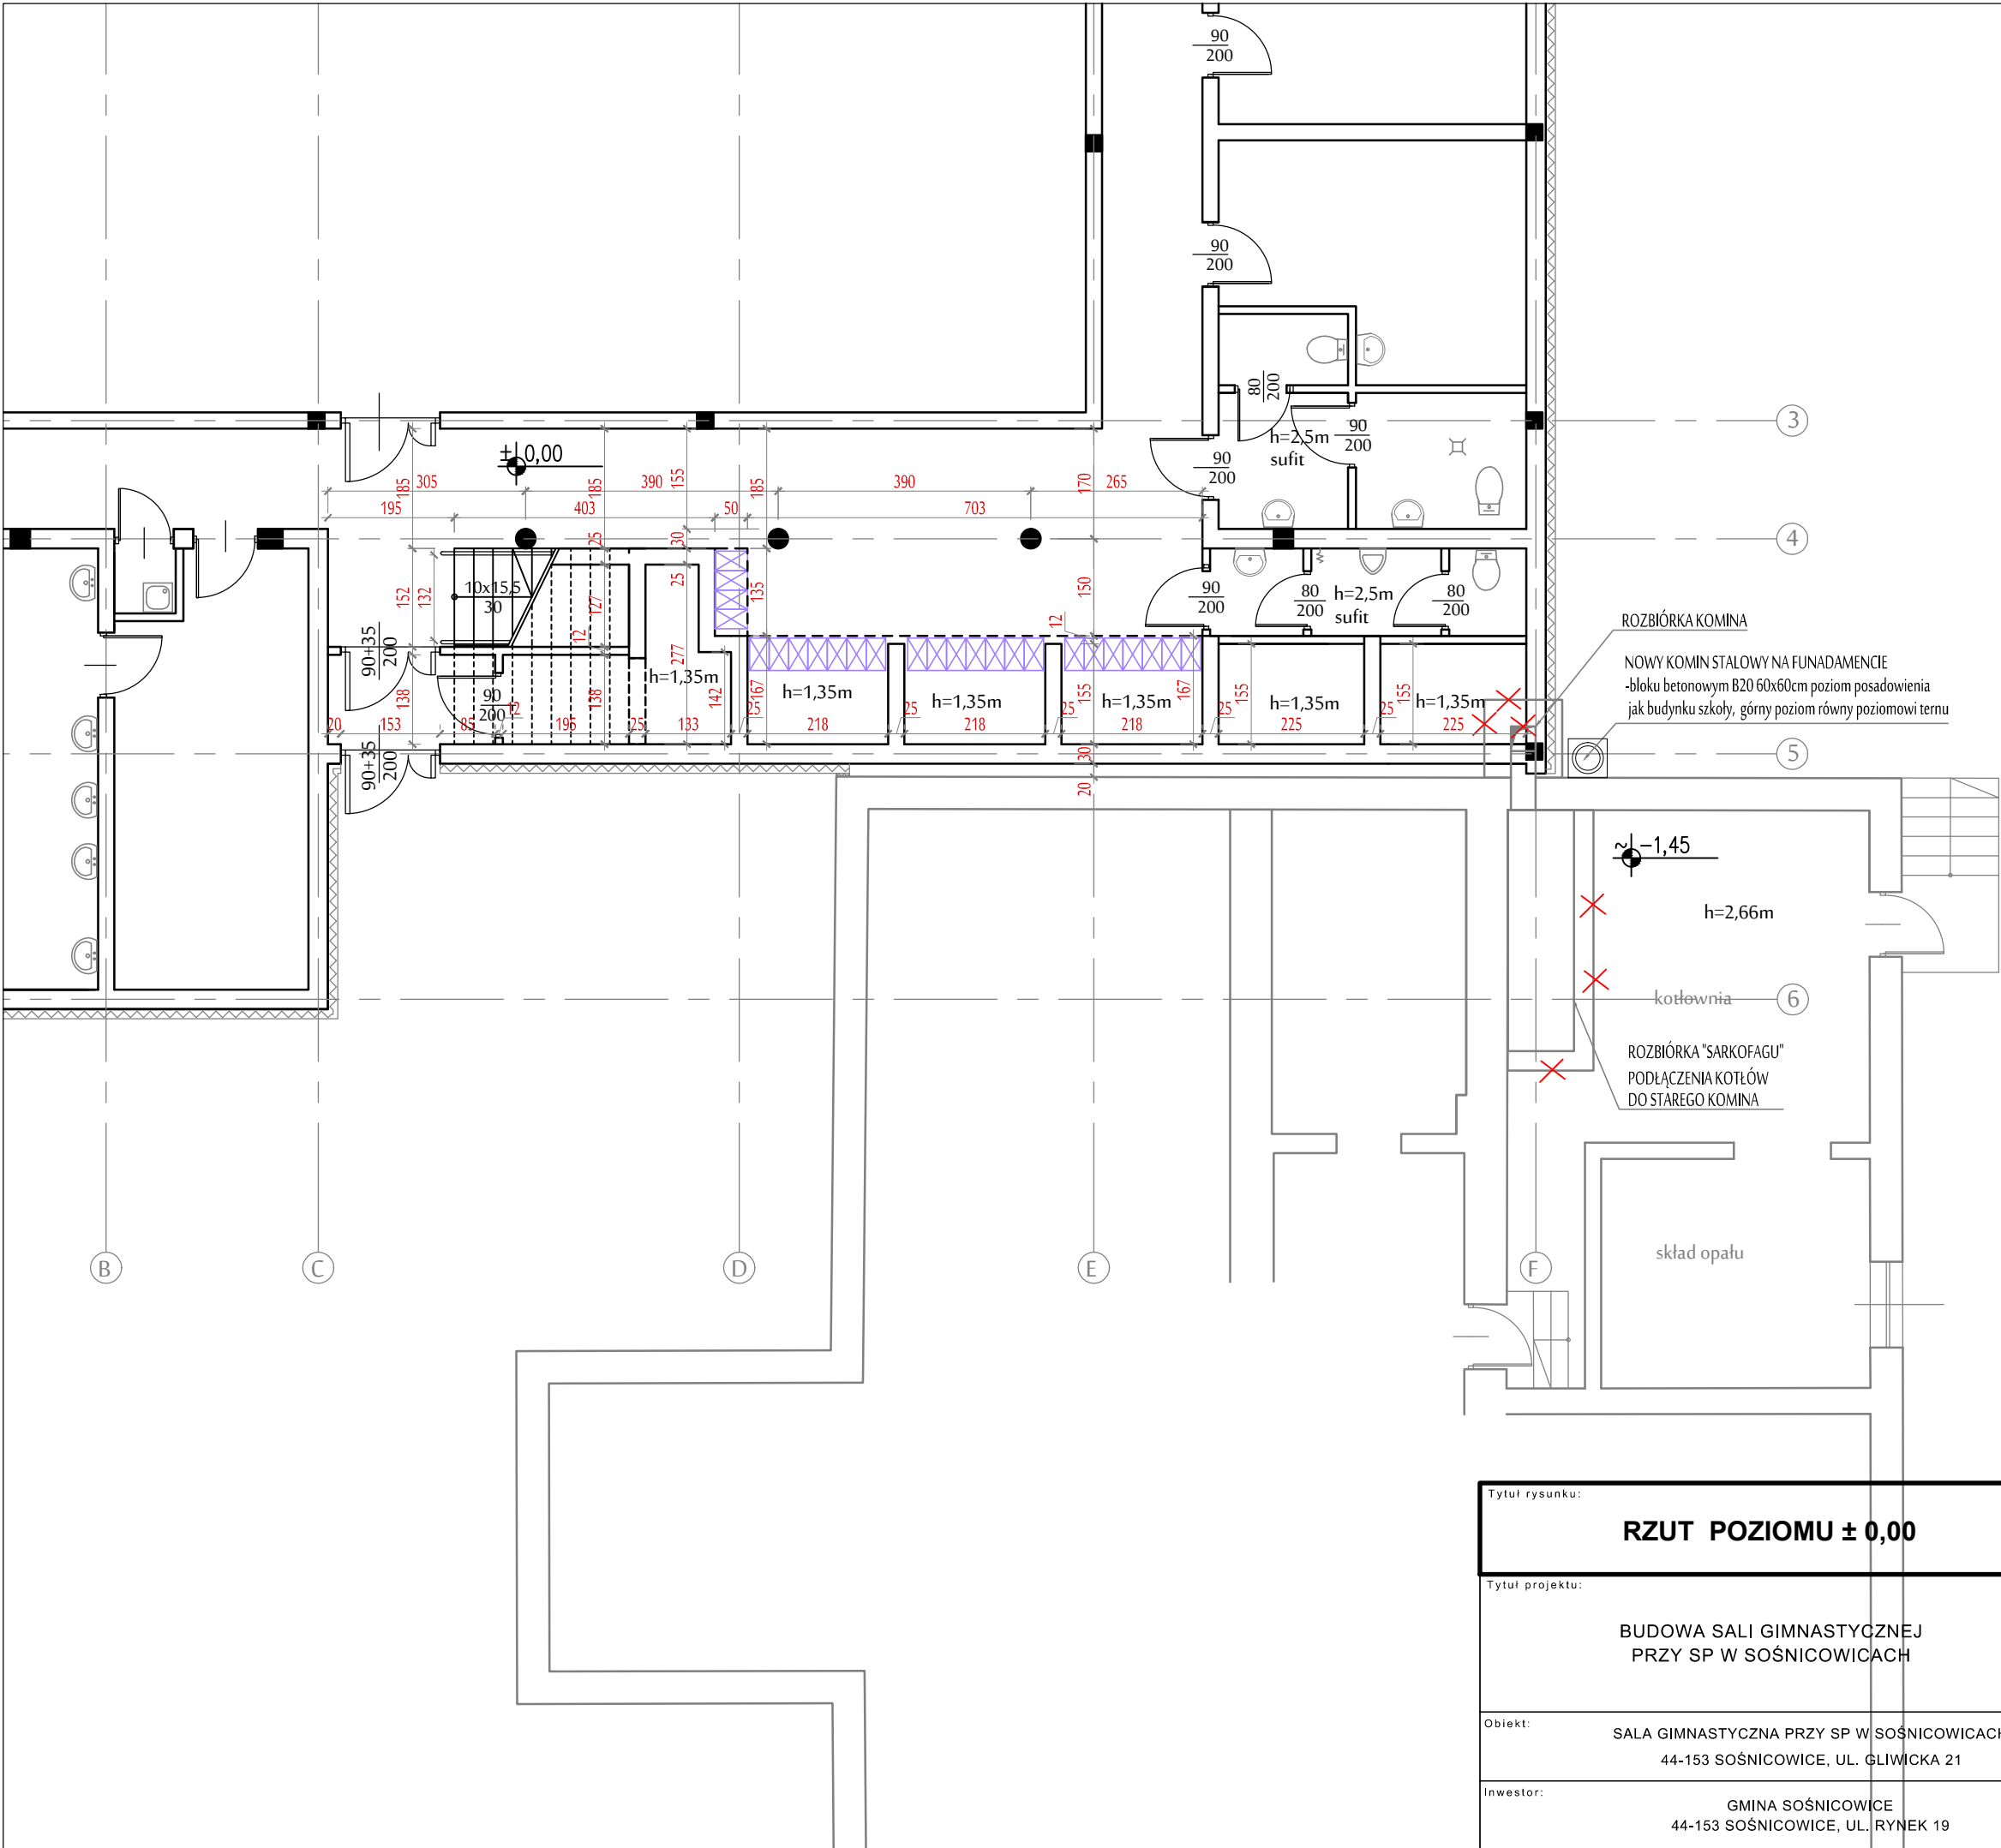 90
200
90
200
80
200
h=2,5m
sufit
90
200
90
200
3
±0,00
305
390
390
265
195
403
50
703
185
185
155
185
170
25
30
25
135
150
4
10x15,5
30
152
132
127
12
277
12
90
200
80
200
h=2,5m
sufit
80
200
90+35
200
138
90
200
12
138
h=1,35m
142
167
h=1,35m
h=1,35m
155
h=1,35m
167
155
h=1,35m
155
h=1,35m
20
153
85
195
25
133
25
218
25
218
25
218
25
225
25
225
90+35
200
30
20
5
ROZBIÓRKA KOMINA
NOWY KOMIN STALOWY NA FUNADAMENCIE
-bloku betonowym B20 60x60cm poziom posadowienia
jak budynku szkoły, górny poziom równy poziomowi ternu
~-1,45
h=2,66m
kotłownia
6
ROZBIÓRKA "SARKOFAGU"
PODŁĄCZENIA KOTŁÓW
DO STAREGO KOMINA
skład opału
B
C
D
E
F
Tytuł rysunku:
RZUT POZIOMU ± 0,00
Tytuł projektu:
BUDOWA SALI GIMNASTYCZNEJ
PRZY SP W SOŚNICOWICACH
Obiekt:
SALA GIMNASTYCZNA PRZY SP W SOŚNICOWICACH
44-153 SOŚNICOWICE, UL. GLIWICKA 21
Inwestor:
GMINA SOŚNICOWICE
44-153 SOŚNICOWICE, UL. RYNEK 19